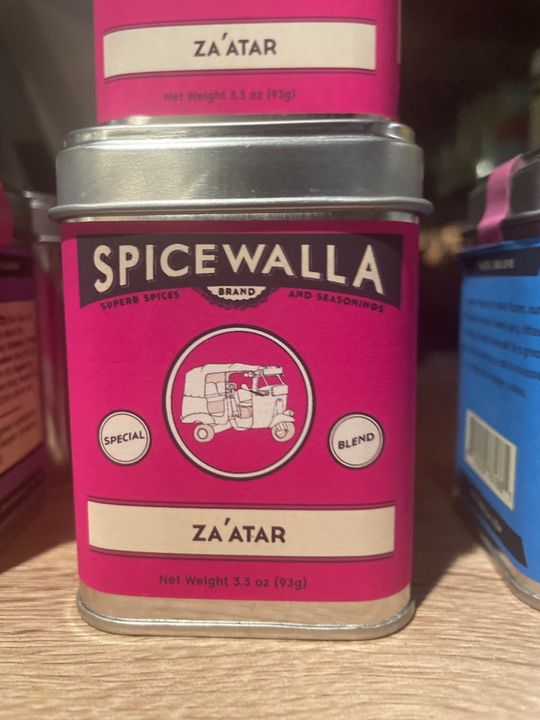 ZA'ATAR
Net Weight 3.3 oz (93g)
SPICEWALLA
SUPERB SPICES BRAND AND SEASONINGS
SPECIAL
BLEND
ZA'ATAR
Net Weight 3.3 oz (93g)